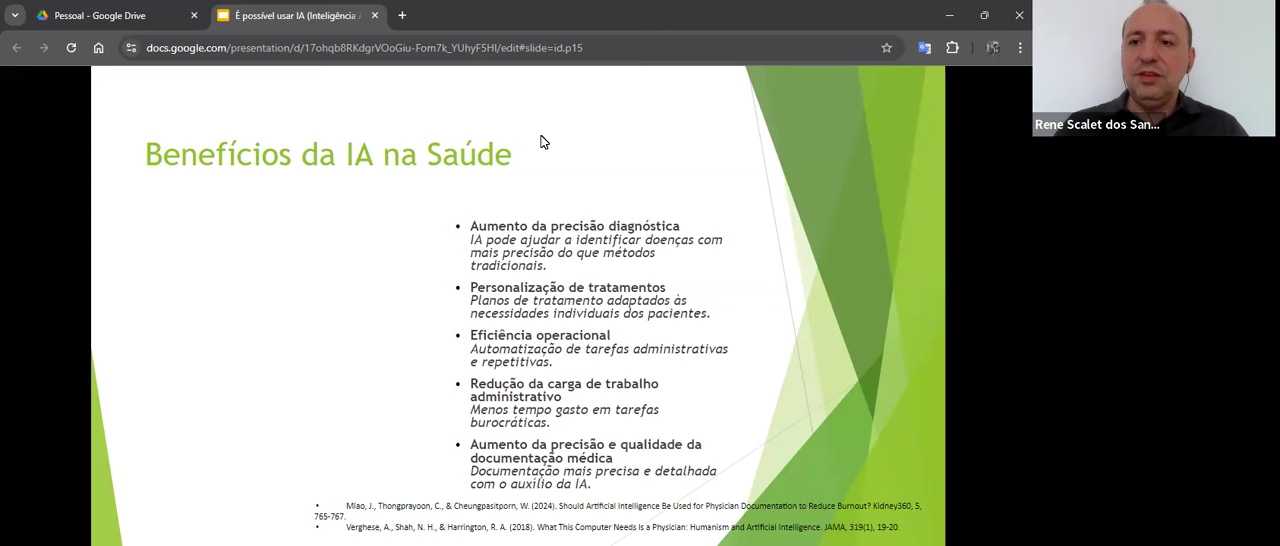 Pessoal - Google Drive
É possível usar IA (Inteligência
docs.google.com/presentation/d/17ohqb8RKdgrVOoGiu-Fom7k_YUhyF5HI/edit#slide=id.p15
Rene Scalet dos San...
Benefícios da IA na Saúde
• Aumento da precisão diagnóstica
IA pode ajudar a identificar doenças com
mais precisão do que métodos
tradicionais.
• Personalização de tratamentos
Planos de tratamento adaptados às
necessidades individuais dos pacientes.
• Eficiência operacional
Automatização de tarefas administrativas
e repetitivas.
• Redução da carga de trabalho
administrativo
Menos tempo gasto em tarefas
burocráticas.
• Aumento da precisão e qualidade da
documentação médica
Documentação mais precisa e detalhada
com o auxílio da IA.
• Miao, J., Thongprayoon, C., & Cheungpasitporn, W. (2024). Should Artificial Intelligence Be Used for Physician Documentation to Reduce Burnout? Kidney360, 5,
765-767.
• Verghese, A., Shah, N. H., & Harrington, R. A. (2018). What This Computer Needs Is a Physician: Humanism and Artificial Intelligence. JAMA, 319(1), 19-20.